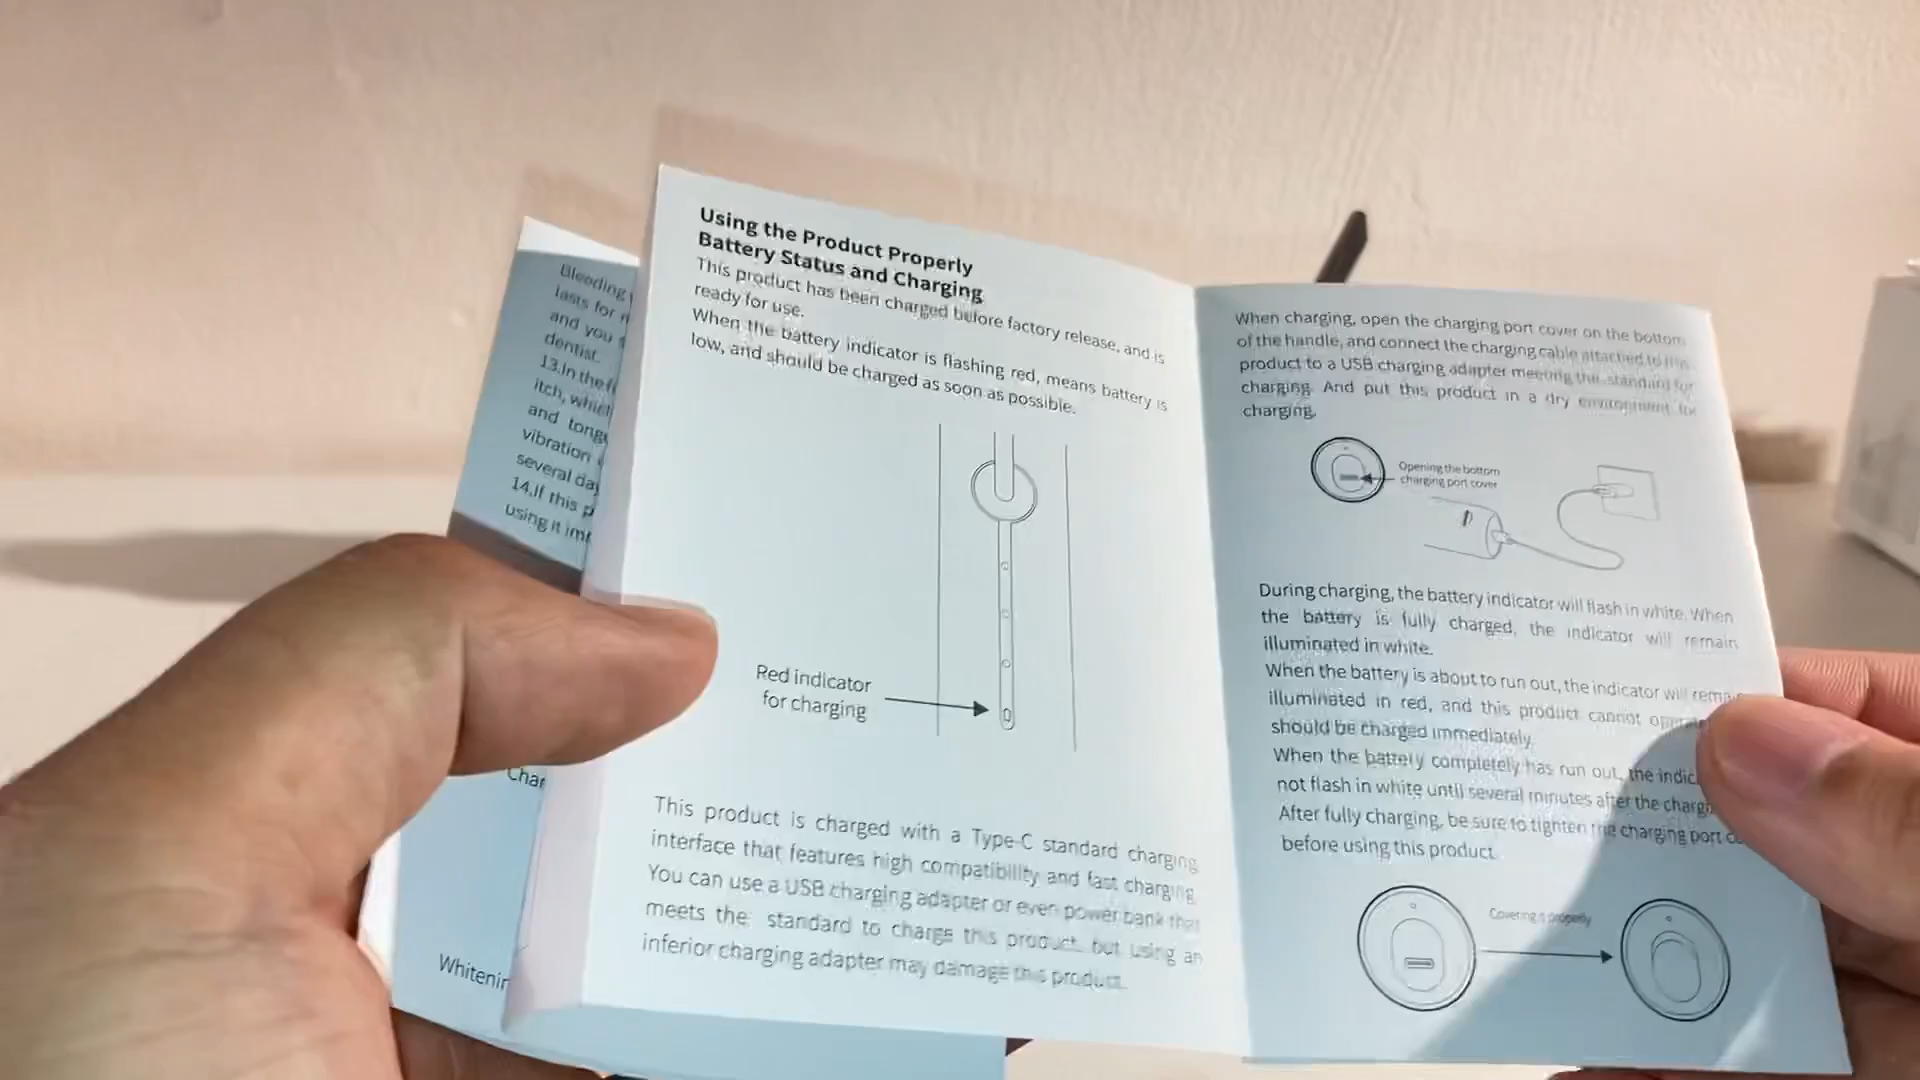 Bleeding
lasts for
and you
dentist.
13.In the
itch, which
and tong
vibration
several day
14.If this p
using it im
Char
Whitenin
Using the Product Properly
Battery Status and Charging
This product has been charged before factory release, and is
ready for use.
When the battery indicator is flashing red, means battery is
low, and should be charged as soon as possible.
Red indicator
for charging
This product is charged with a Type-C standard charging
interface that features high compatibility and fast charging.
You can use a USB charging adapter or even power bank that
meets the standard to charge this product, but using an
inferior charging adapter may damage this product.
When charging, open the charging port cover on the bottom
of the handle, and connect the charging cable attached to this
product to a USB charging adapter meeting the standard for
charging. And put this product in a dry environment for
charging.
Opening the bottom
charging port cover
During charging, the battery indicator will flash in white. When
the battery is fully charged, the indicator will remain
illuminated in white.
When the battery is about to run out, the indicator will rema
illuminated in red, and this product cannot operate
should be charged immediately.
When the battery completely has run out, the indic
not flash in white until several minutes after the chargi
After fully charging, be sure to tighten the charging port co
before using this product.
Covering it properly